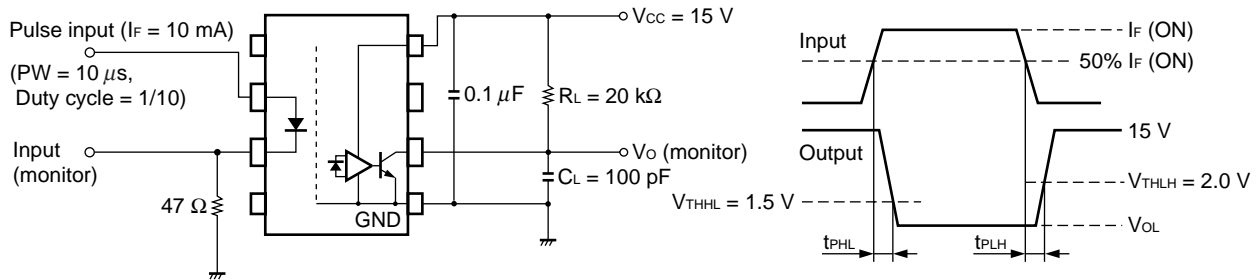 Pulse input (IF = 10 mA)
(PW = 10 μs,
Duty cycle = 1/10)
Input
(monitor)
47 Ω
GND
0.1 μF
VCC = 15 V
RL = 20 kΩ
VO (monitor)
CL = 100 pF
Input
IF (ON)
50% IF (ON)
Output
15 V
VTHHL = 1.5 V
VTHLH = 2.0 V
VOL
tPHL
tPLH